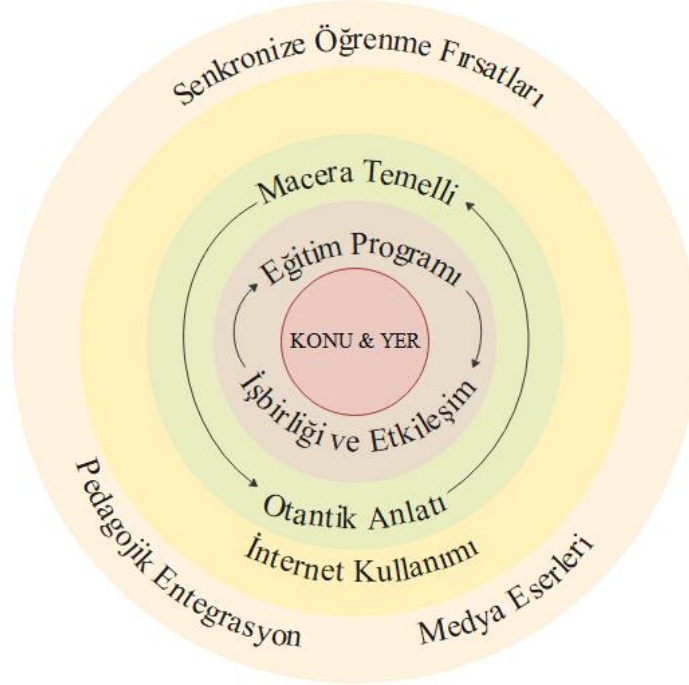 Senkronize Öğrenme Fırsatları
Macera Temelli
Eğitim Programı
KONU & YER
İşbirliği ve Etkileşim
Otantik Anlatı
İnternet Kullanımı
Pedagojik Entegrasyon
Medya Eserleri